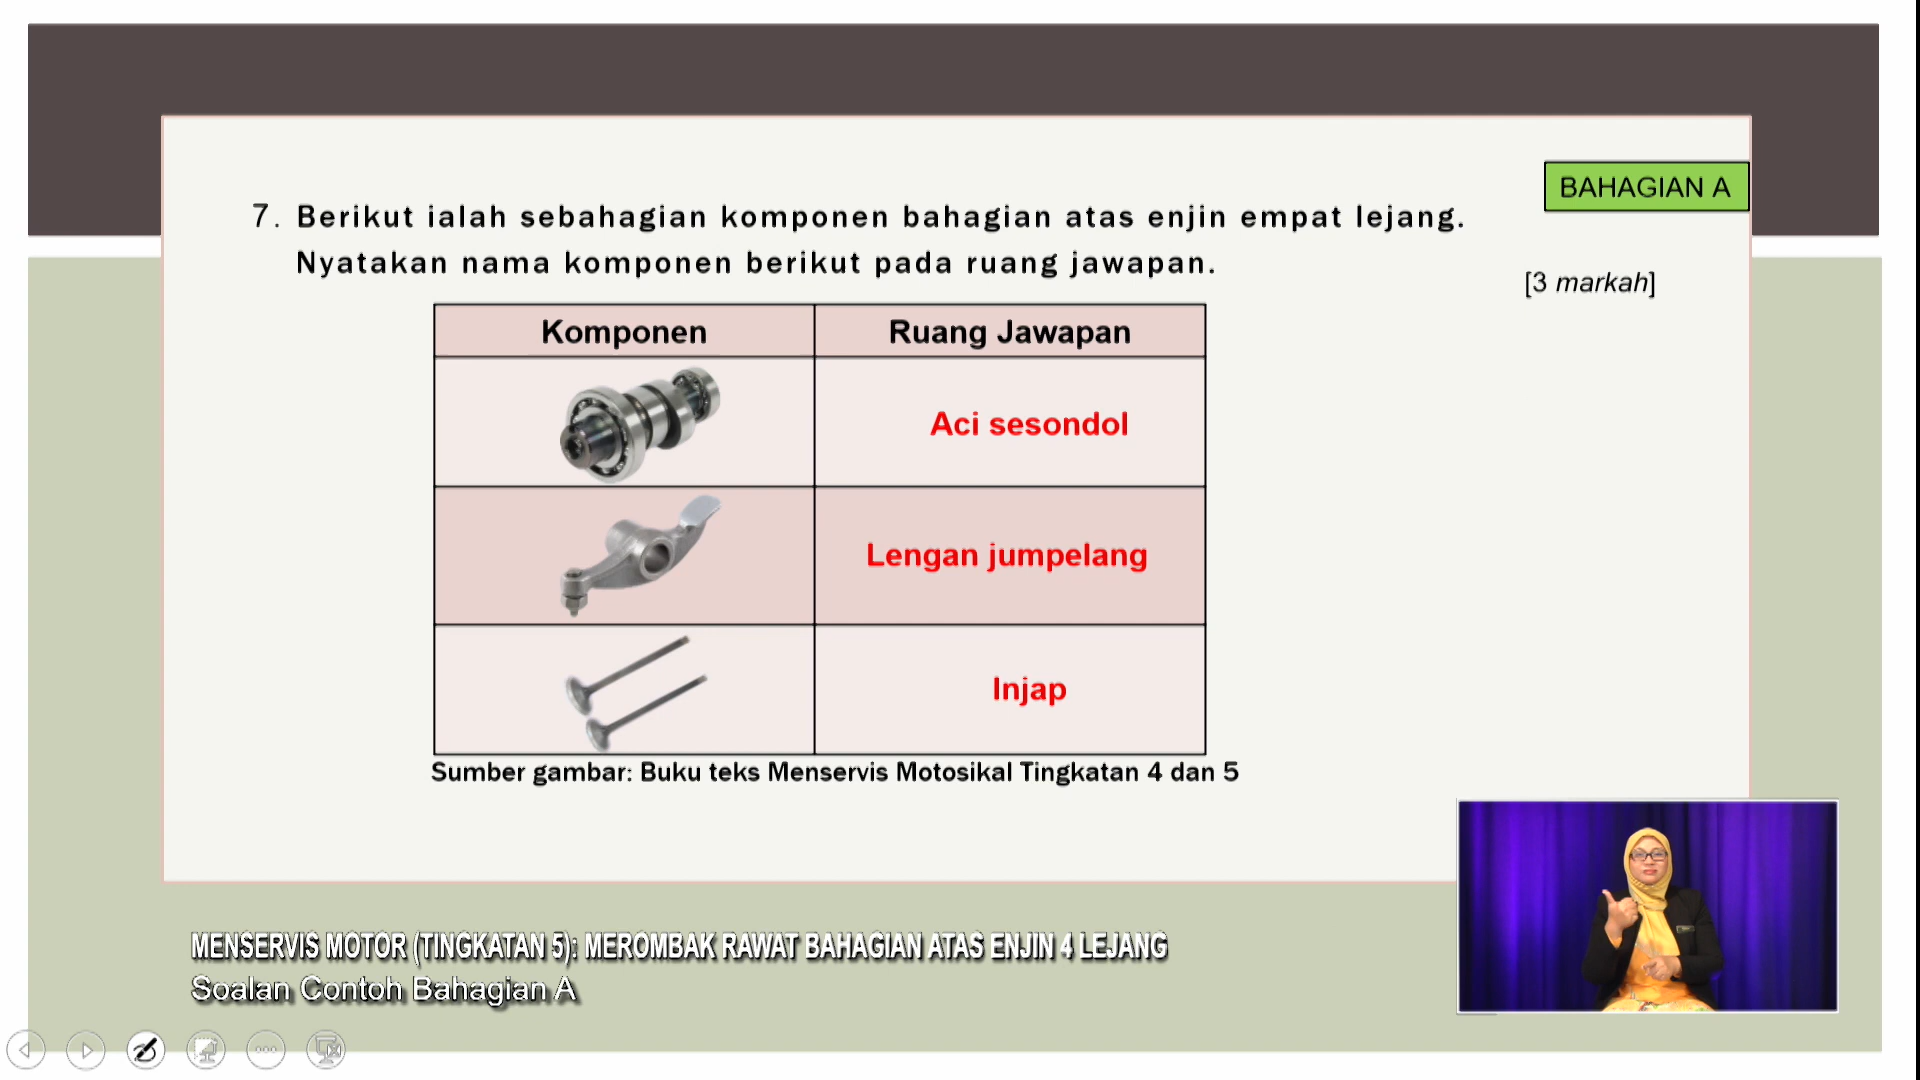 BAHAGIAN A
7. Berikut ialah sebahagian komponen bahagian atas enjin empat lejang.
Nyatakan nama komponen berikut pada ruang jawapan.
[3 markah]
Komponen
Ruang Jawapan
Aci sesondol
Lengan jumpelang
Injap
Sumber gambar: Buku teks Menservis Motosikal Tingkatan 4 dan 5
MENSERVIS MOTOR (TINGKATAN 5): MEROMBAK RAWAT BAHAGIAN ATAS ENJIN 4 LEJANG
Soalan Contoh Bahagian A